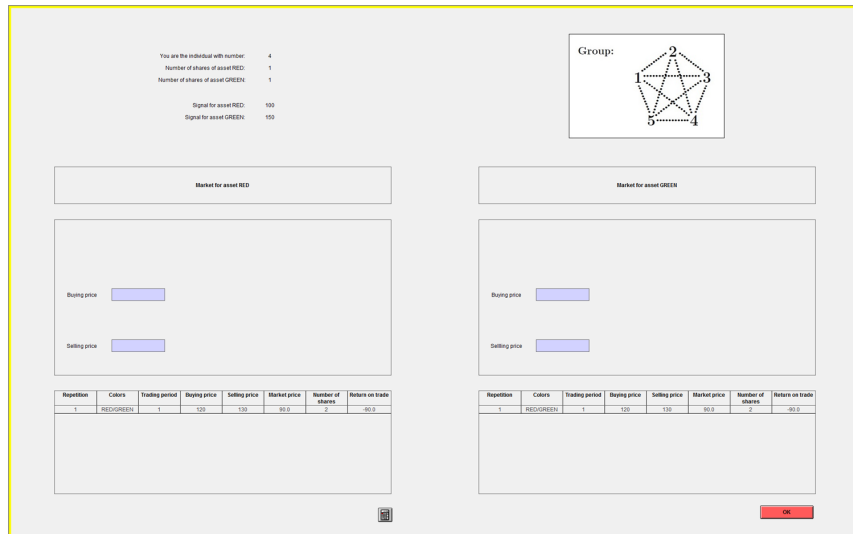 You are the individual with number: 4
Number of shares of asset RED: 1
Number of shares of asset GREEN: 1
Signal for asset RED: 100
Signal for asset GREEN: 150
Group:
2
1 3
5 4
Market for asset RED
Market for asset GREEN
Buying price
Selling price
Buying price
Selling price
Repetition Colors Trading period Buying price Selling price Market price Number of shares Return on trade
1 RED/GREEN 1 120 130 90.0 2 -90.0
Repetition Colors Trading period Buying price Selling price Market price Number of shares Return on trade
1 RED/GREEN 1 120 130 90.0 2 -90.0
OK